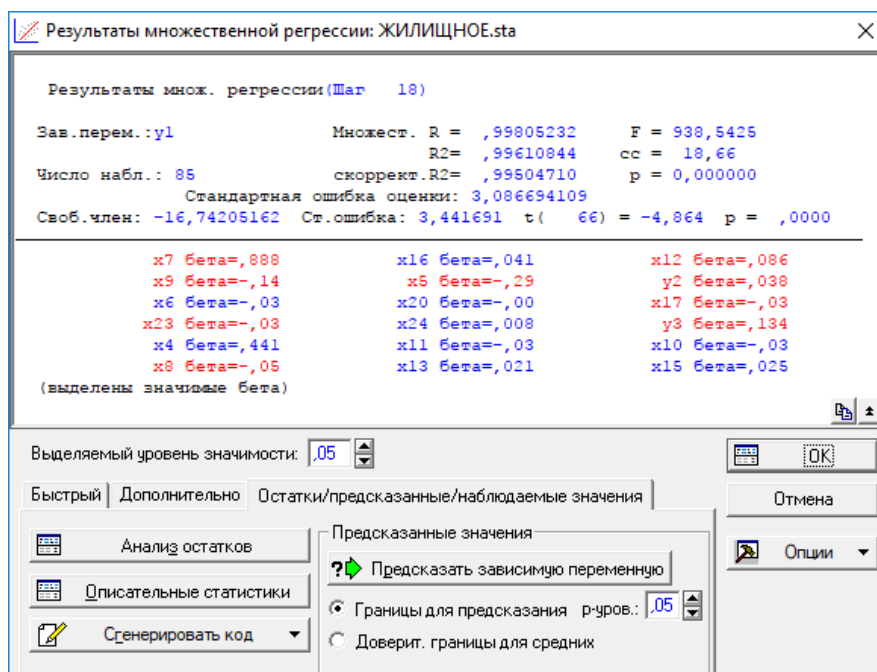 Результаты множественной регрессии: ЖИЛИЩНОЕ.sta
Результаты множ. регрессии(Шаг 18)
Зав.перем.:y1 Множест. R = ,99805232 F = 938,5425
R2= ,99610844 сс = 18,66
Число набл.: 85 скоррект.R2= ,99504710 p = 0,000000
Стандартная ошибка оценки: 3,086694109
Своб.член: -16,74205162 Ст.ошибка: 3,441691 t( 66) = -4,864 p = ,0000
x7 бета=,888 x16 бета=,041 x12 бета=,086
x9 бета=-,14 x5 бета=-,29 y2 бета=,038
x6 бета=-,03 x20 бета=-,00 x17 бета=-,03
x23 бета=-,03 x24 бета=,008 y3 бета=,134
x4 бета=,441 x11 бета=-,03 x10 бета=-,03
x8 бета=-,05 x13 бета=,021 x15 бета=,025
(выделены значимые бета)
Выделяемый уровень значимости: ,05
OK
Быстрый Дополнительно Остатки/предсказанные/наблюдаемые значения
Отмена
Опции
Анализ остатков
Описательные статистики
Сгенерировать код
Предсказанные значения
Предсказать зависимую переменную
Границы для предсказания р-уров.: ,05
Доверит. границы для средних